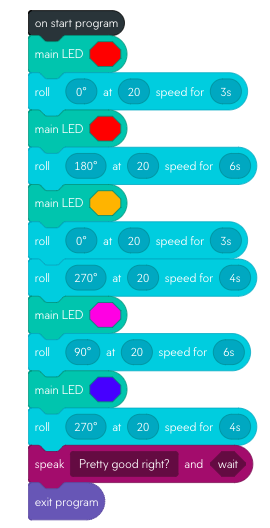 on start program
main LED
roll 0° at 20 speed for 3s
main LED
roll 180° at 20 speed for 6s
main LED
roll 0° at 20 speed for 3s
roll 270° at 20 speed for 4s
main LED
roll 90° at 20 speed for 6s
main LED
roll 270° at 20 speed for 4s
speak Pretty good right? and wait
exit program